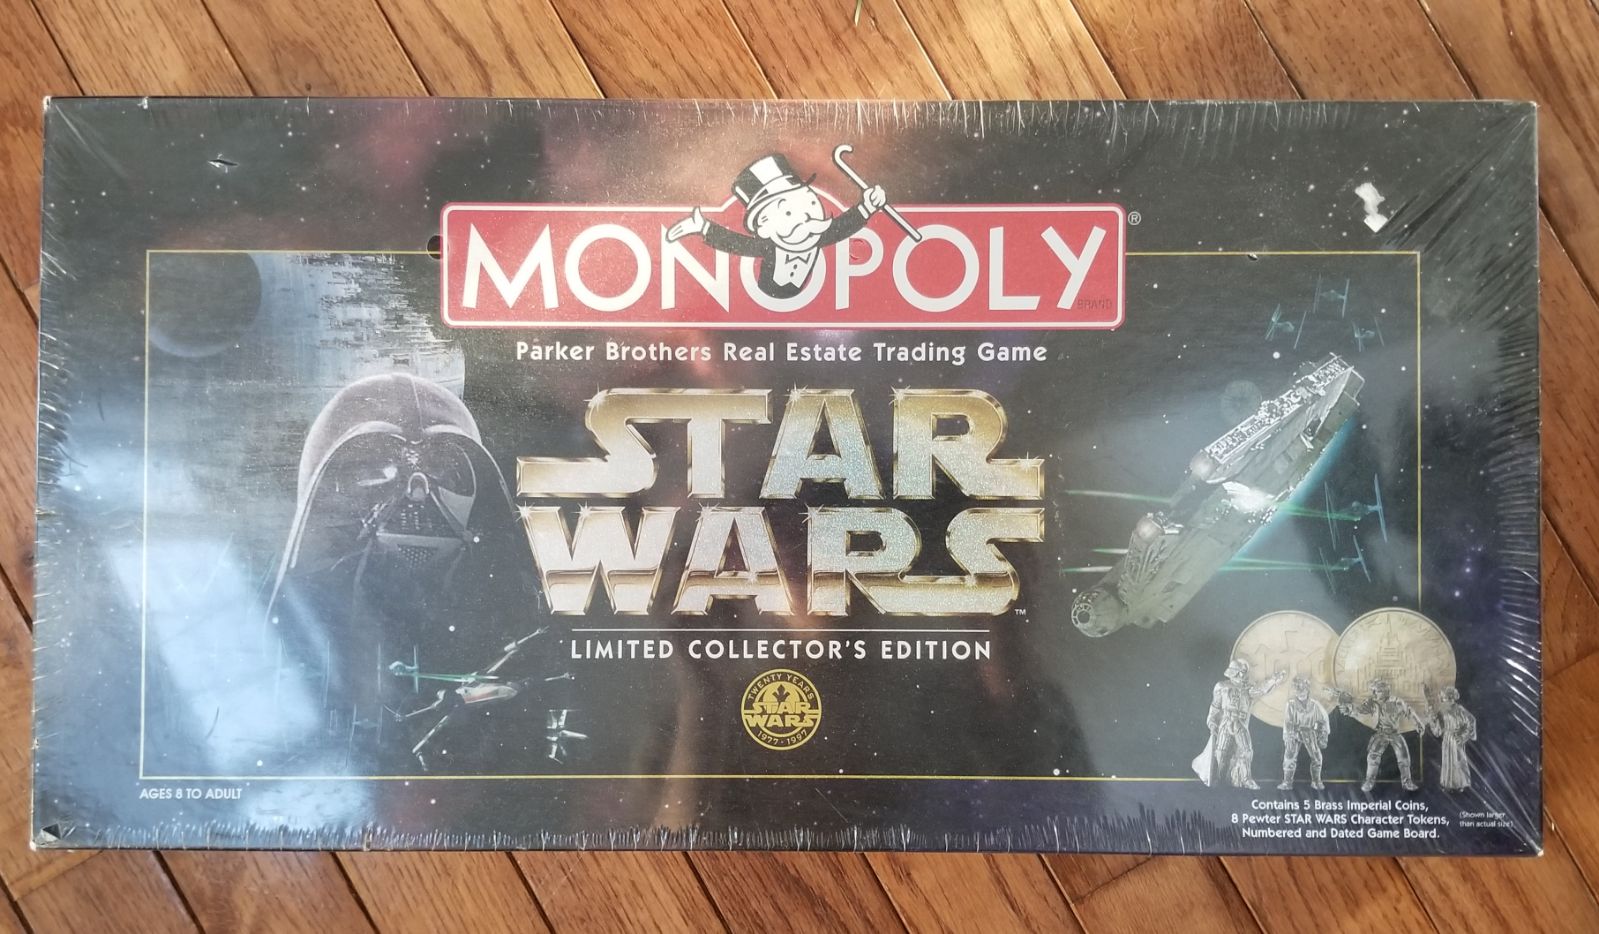 MONOPOLY®
BRAND
Parker Brothers Real Estate Trading Game
STAR
WARS™
LIMITED COLLECTOR'S EDITION
TWENTY YEARS
STAR
WARS
1977 • 1997
AGES 8 TO ADULT
Contains 5 Brass Imperial Coins,
8 Pewter STAR WARS Character Tokens,
Numbered and Dated Game Board.
(Shown larger
than actual size)